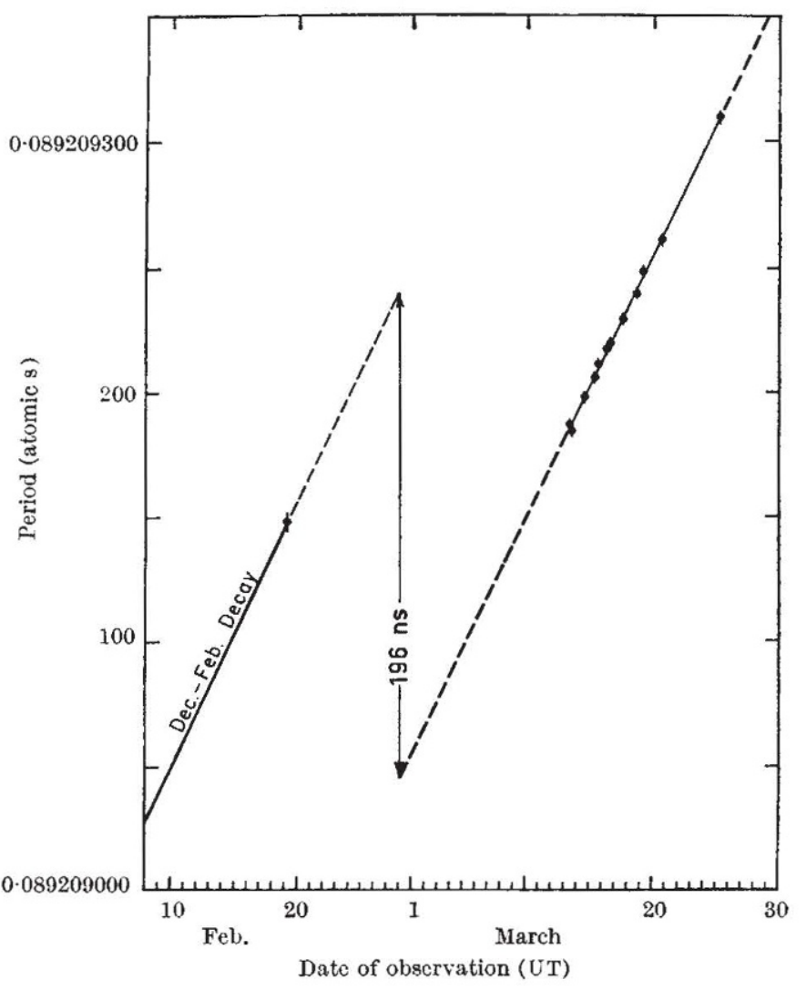 0·089209300
200
100
0·089209000
Period (atomic s)
Dec.-Feb. Decay
196 ns
10 20 1 20 30
Feb. March
Date of observation (UT)